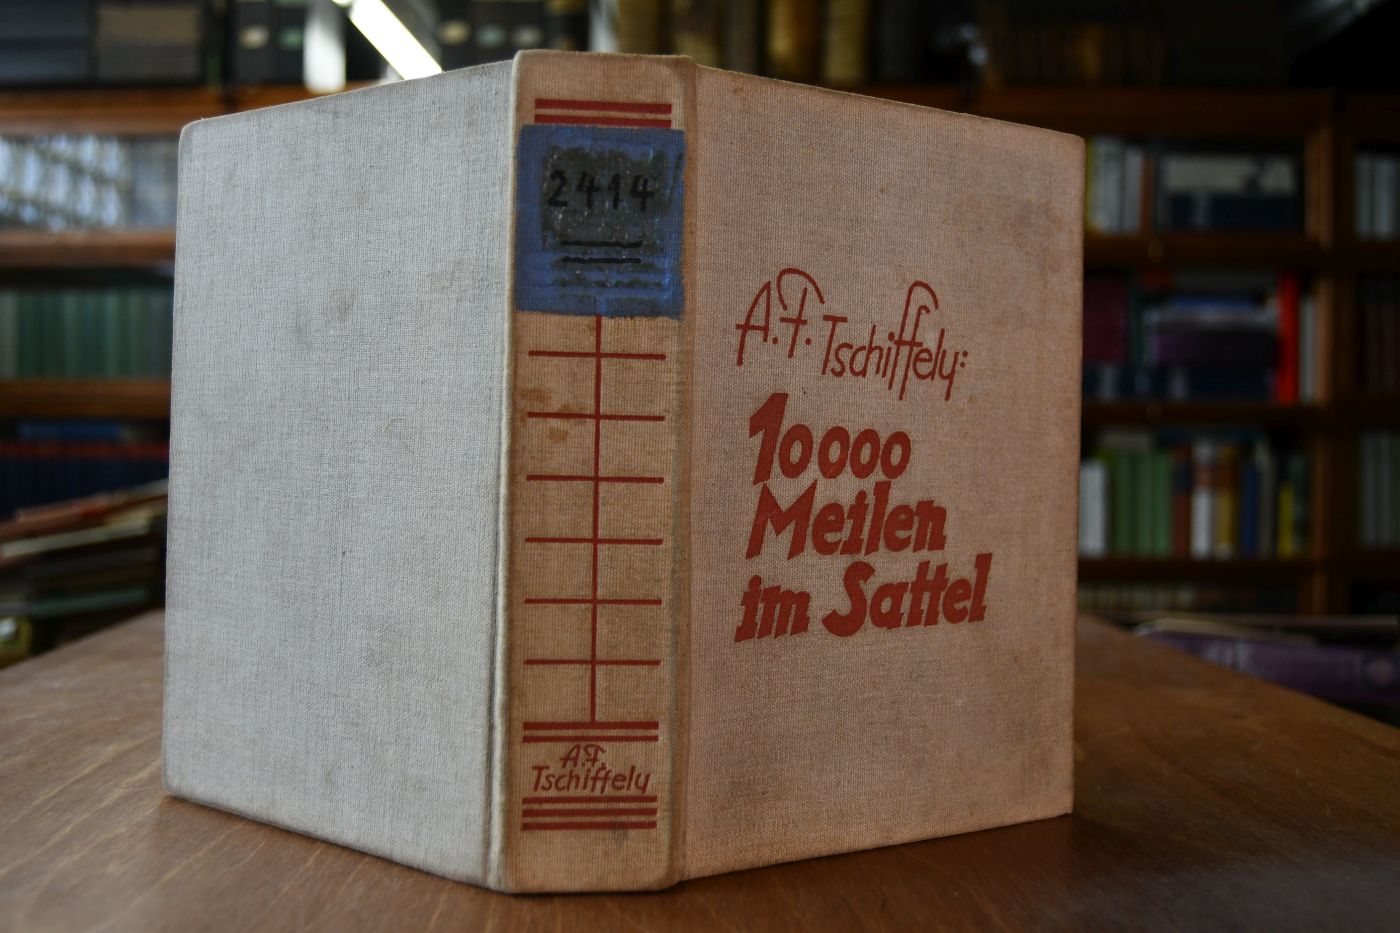 2414
A.F.
Tschiffely
A.F. Tschiffely:
10000
Meilen
im Sattel